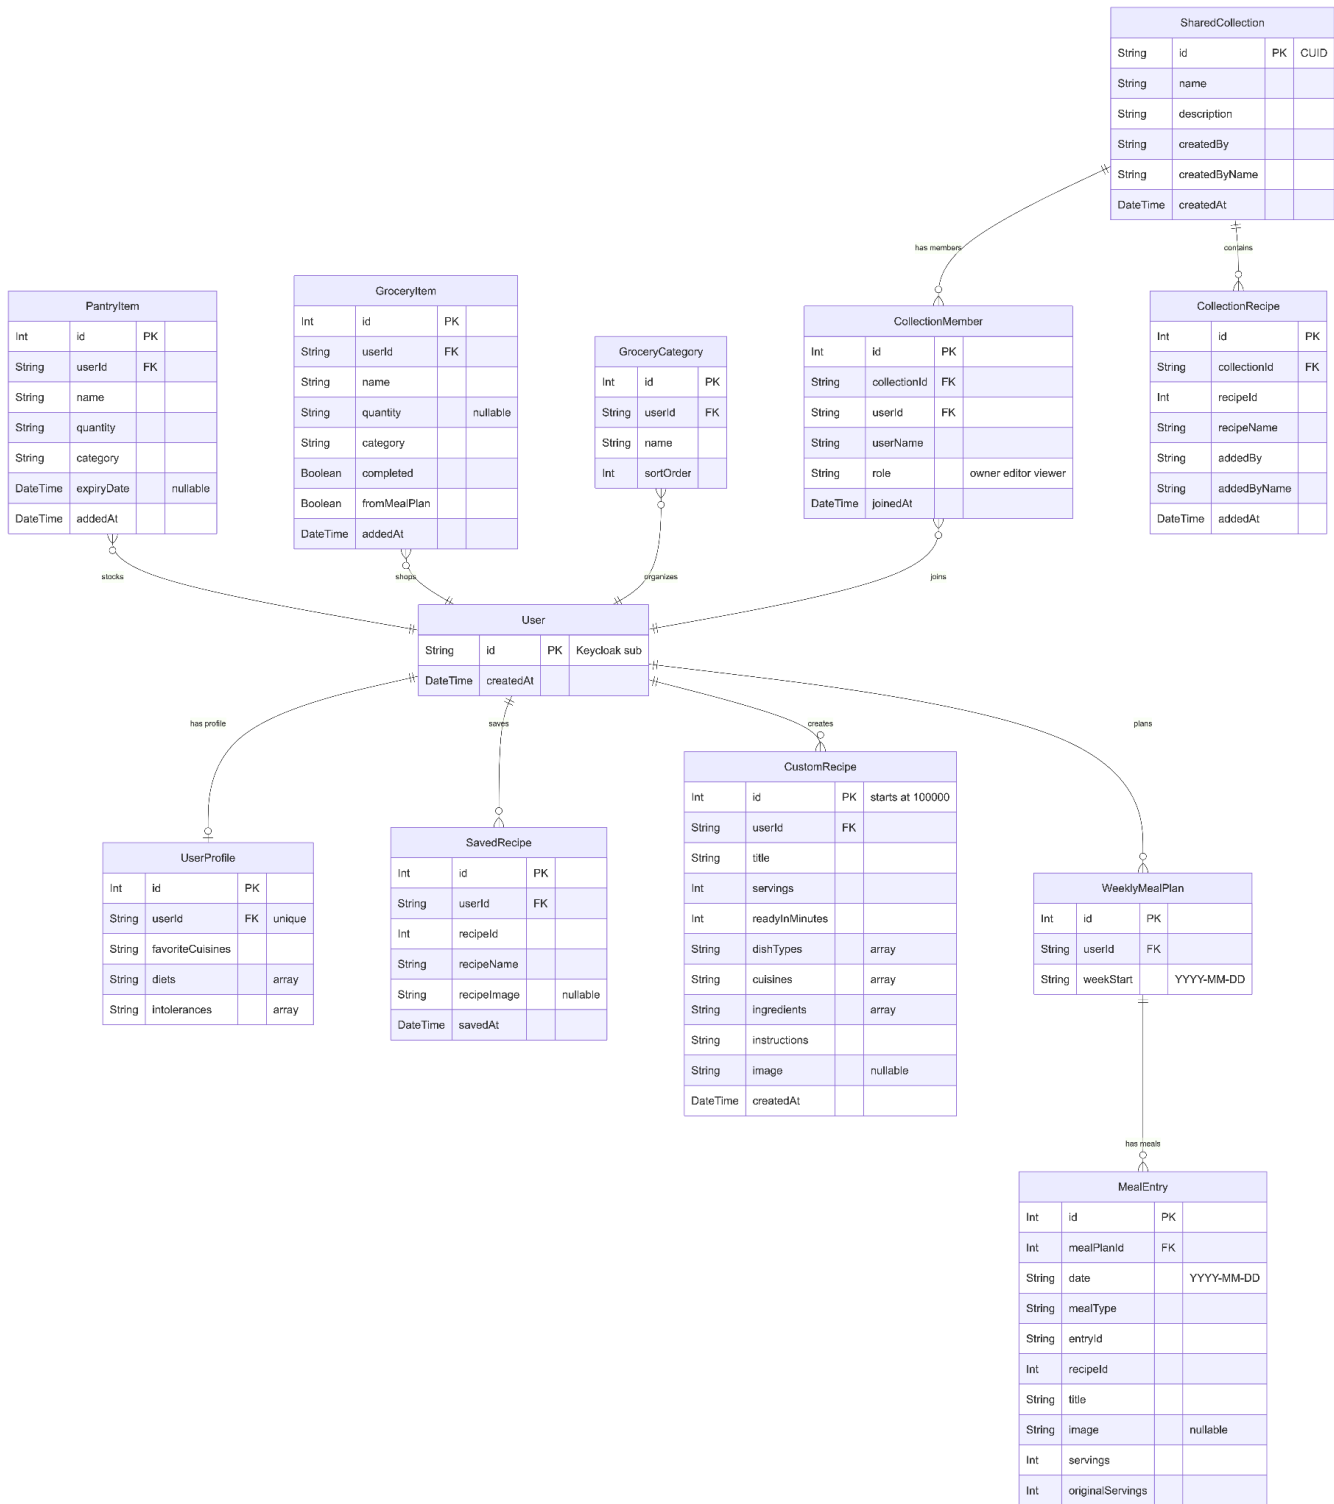 SharedCollection
String id PK CUID
String name
String description
String createdBy
String createdByName
DateTime createdAt
has members
contains
PantryItem
Int id PK
String userId FK
String name
String quantity
String category
DateTime expiryDate nullable
DateTime addedAt
GroceryItem
Int id PK
String userId FK
String name
String quantity nullable
String category
Boolean completed
Boolean fromMealPlan
DateTime addedAt
GroceryCategory
Int id PK
String userId FK
String name
Int sortOrder
CollectionMember
Int id PK
String collectionId FK
String userId FK
String userName
String role owner editor viewer
DateTime joinedAt
CollectionRecipe
Int id PK
String collectionId FK
Int recipeId
String recipeName
String addedBy
String addedByName
DateTime addedAt
stocks
shops
organizes
joins
User
String id PK Keycloak sub
DateTime createdAt
has profile
saves
creates
plans
UserProfile
Int id PK
String userId FK unique
String favoriteCuisines
String diets array
String intolerances array
SavedRecipe
Int id PK
String userId FK
Int recipeId
String recipeName
String recipeImage nullable
DateTime savedAt
CustomRecipe
Int id PK starts at 100000
String userId FK
String title
Int servings
Int readyInMinutes
String dishTypes array
String cuisines array
String ingredients array
String instructions
String image nullable
DateTime createdAt
WeeklyMealPlan
Int id PK
String userId FK
String weekStart YYYY-MM-DD
has meals
MealEntry
Int id PK
Int mealPlanId FK
String date YYYY-MM-DD
String mealType
String entryId
Int recipeId
String title
String image nullable
Int servings
Int originalServings